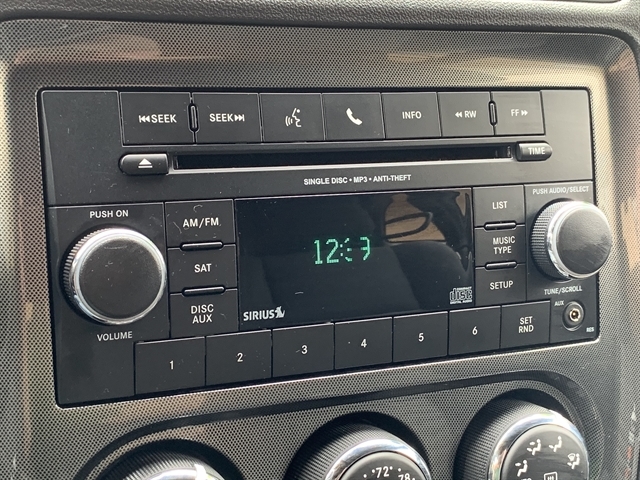 SEEK
SEEK
INFO
RW
FF
TIME
SINGLE DISC • MP3 • ANTI-THEFT
PUSH ON
VOLUME
AM/FM
SAT
DISC
AUX
SIRIUS
LIST
MUSIC
TYPE
SETUP
PUSH AUDIO/SELECT
TUNE/SCROLL
1
2
3
4
5
6
SET
RND
AUX
RES
72
78